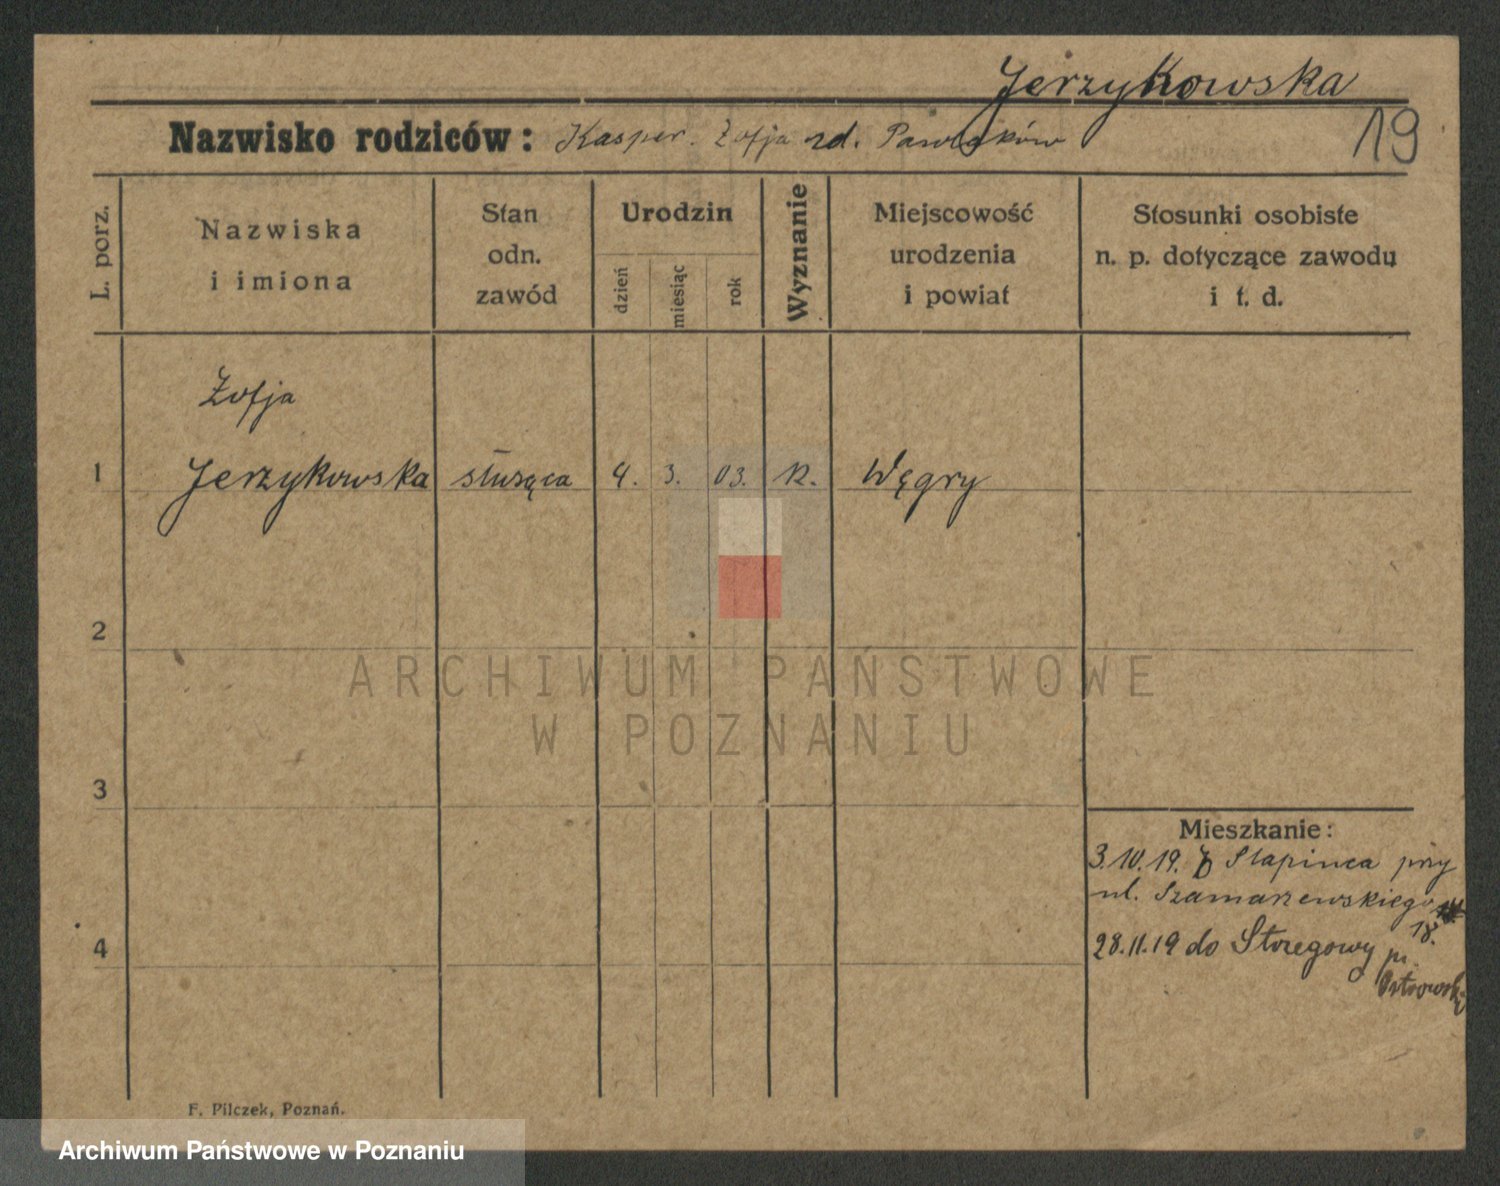 Jerzykowska
Nazwisko rodziców: Kasper. Zofja zd. Pawlaków
19
L. porz.
Nazwiska
i imiona
Stan
odn.
zawód
Urodzin
dzień
miesiąc
rok
Wyznanie
Miejscowość
urodzenia
i powiat
Stosunki osobiste
n. p. dotyczące zawodu
i t. d.
Zofja
1 Jerzykowska służąca 4. 3. 03. k. Węgry
2
3
4
Mieszkanie:
3.10.19. Z Słapinca przy
ul. Szamarzewskiego
18.
28.11.19 do Strzegowy p.
Ostrowski
F. Pilczek, Poznań.
ARCHIWUM PAŃSTWOWE
W POZNANIU
Archiwum Państwowe w Poznaniu